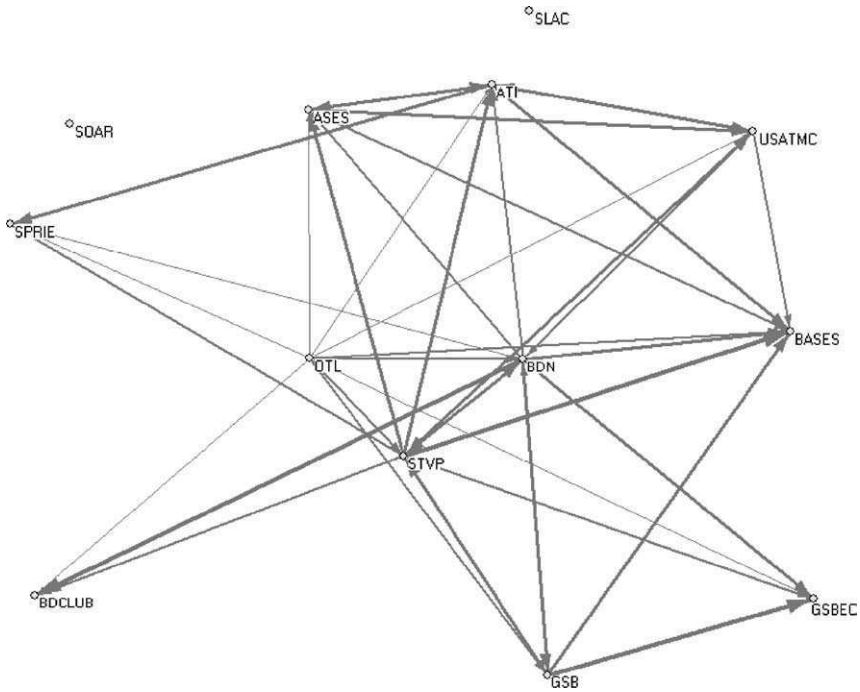 SLAC
ATI
ASES
SOAR
USATMC
SPRIE
BASES
OTL
BDN
STVP
BDCLUB
GSBEC
GSB